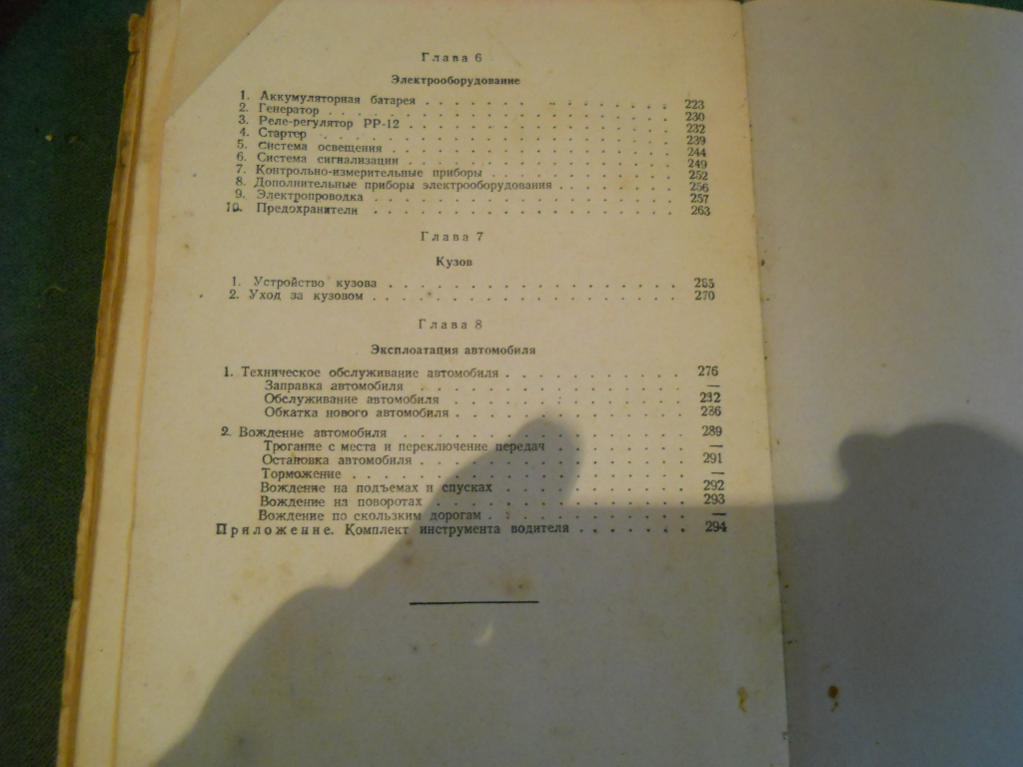 Глава 6
Электрооборудование
1. Аккумуляторная батарея . . . . . . . . . . . . . . . 223
2. Генератор . . . . . . . . . . . . . . . . . . . . 230
3. Реле-регулятор РР-12 . . . . . . . . . . . . . . . . 232
4. Стартер . . . . . . . . . . . . . . . . . . . . 239
5. Система освещения . . . . . . . . . . . . . . . . . 244
6. Система сигнализации . . . . . . . . . . . . . . . . 249
7. Контрольно-измерительные приборы . . . . . . . . . . . 252
8. Дополнительные приборы электрооборудования . . . . . . . 256
9. Электропроводка . . . . . . . . . . . . . . . . . . 257
10. Предохранители . . . . . . . . . . . . . . . . . . 263
Глава 7
Кузов
1. Устройство кузова . . . . . . . . . . . . . . . . . 265
2. Уход за кузовом . . . . . . . . . . . . . . . . . . 270
Глава 8
Эксплоатация автомобиля
1. Техническое обслуживание автомобиля . . . . . . . . . . 276
Заправка автомобиля . . . . . . . . . . . . . . . —
Обслуживание автомобиля . . . . . . . . . . . . . 282
Обкатка нового автомобиля . . . . . . . . . . . . . 286
2. Вождение автомобиля . . . . . . . . . . . . . . . . 289
Трогание с места и переключение передач . . . . . . . —
Остановка автомобиля . . . . . . . . . . . . . . . 291
Торможение . . . . . . . . . . . . . . . . . . . —
Вождение на подъемах и спусках . . . . . . . . . . 292
Вождение на поворотах . . . . . . . . . . . . . . 293
Вождение по скользким дорогам . . . . . . . . . . . —
Приложение. Комплект инструмента водителя . . . . . . . 294